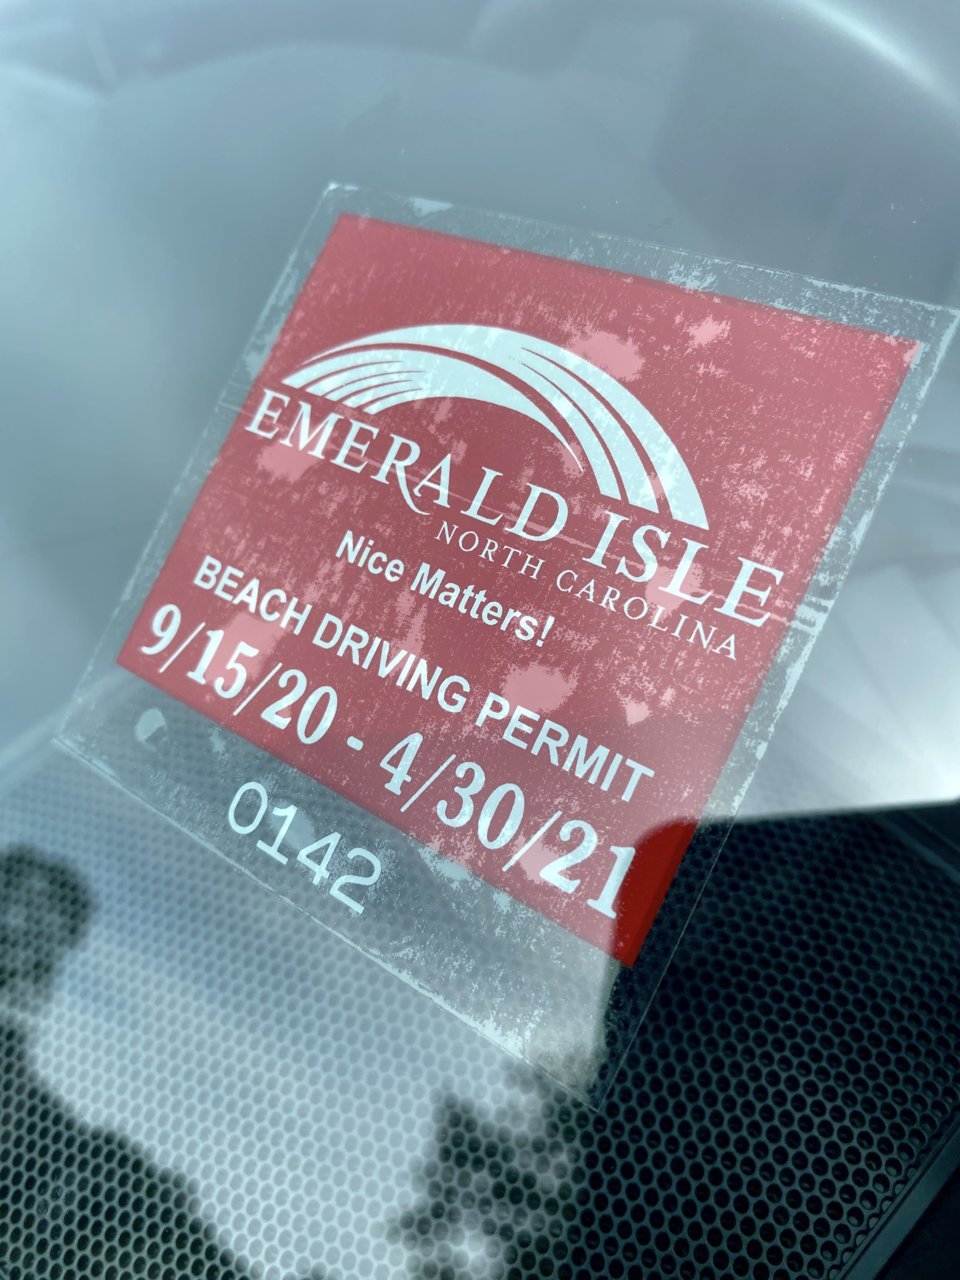 EMERALD ISLE
NORTH CAROLINA
Nice Matters!
BEACH DRIVING PERMIT
9/15/20 - 4/30/21
0142